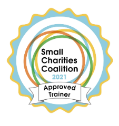 Small
Charities
Coalition
2021
Approved
Trainer